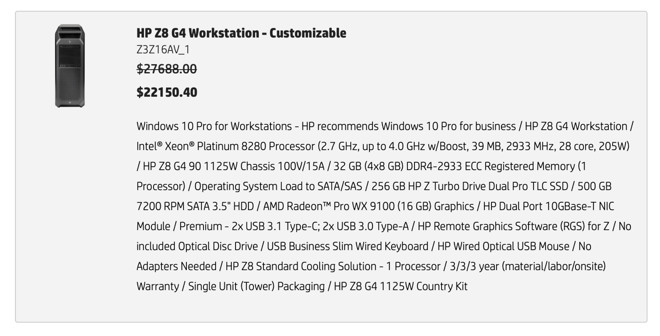 HP Z8 G4 Workstation - Customizable
Z3Z16AV_1
$27688.00
$22150.40
Windows 10 Pro for Workstations - HP recommends Windows 10 Pro for business / HP Z8 G4 Workstation /
Intel® Xeon® Platinum 8280 Processor (2.7 GHz, up to 4.0 GHz w/Boost, 39 MB, 2933 MHz, 28 core, 205W)
/ HP Z8 G4 90 1125W Chassis 100V/15A / 32 GB (4x8 GB) DDR4-2933 ECC Registered Memory (1
Processor) / Operating System Load to SATA/SAS / 256 GB HP Z Turbo Drive Dual Pro TLC SSD / 500 GB
7200 RPM SATA 3.5" HDD / AMD Radeon™ Pro WX 9100 (16 GB) Graphics / HP Dual Port 10GBase-T NIC
Module / Premium - 2x USB 3.1 Type-C; 2x USB 3.0 Type-A / HP Remote Graphics Software (RGS) for Z / No
included Optical Disc Drive / USB Business Slim Wired Keyboard / HP Wired Optical USB Mouse / No
Adapters Needed / HP Z8 Standard Cooling Solution - 1 Processor / 3/3/3 year (material/labor/onsite)
Warranty / Single Unit (Tower) Packaging / HP Z8 G4 1125W Country Kit